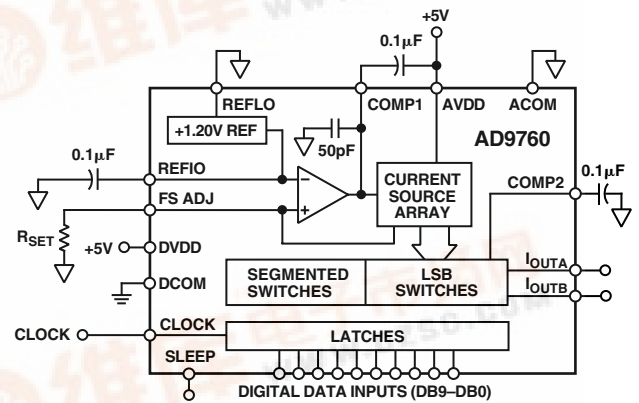 +5V
0.1μF
REFLO
COMP1
AVDD
ACOM
+1.20V REF
AD9760
50pF
0.1μF
REFIO
CURRENT
SOURCE
ARRAY
COMP2
0.1μF
FS ADJ
RSET
+5V
DVDD
DCOM
SEGMENTED
SWITCHES
LSB
SWITCHES
IOUTA
IOUTB
CLOCK
CLOCK
LATCHES
SLEEP
DIGITAL DATA INPUTS (DB9–DB0)